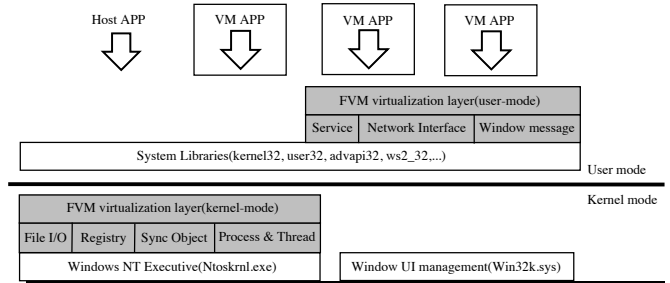 Host APP VM APP VM APP VM APP
FVM virtualization layer(user-mode)
Service Network Interface Window message
System Libraries(kernel32, user32, advapi32, ws2_32,...)
User mode
Kernel mode
FVM virtualization layer(kernel-mode)
File I/O Registry Sync Object Process & Thread
Windows NT Executive(Ntoskrnl.exe) Window UI management(Win32k.sys)